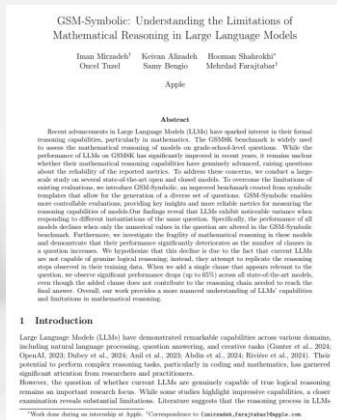 GSM-Symbolic: Understanding the Limitations of
Mathematical Reasoning in Large Language Models
Iman Mirzadeh† Keivan Alizadeh Hooman Shahrokhi*
Oncel Tuzel Samy Bengio Mehrdad Farajtabar†
Apple
Abstract
Recent advancements in Large Language Models (LLMs) have sparked interest in their formal
reasoning capabilities, particularly in mathematics. The GSM8K benchmark is widely used
to assess the mathematical reasoning of models on grade-school-level questions. While the
performance of LLMs on GSM8K has significantly improved in recent years, it remains unclear
whether their mathematical reasoning capabilities have genuinely advanced, raising questions
about the reliability of the reported metrics. To address these concerns, we conduct a large-
scale study on several state-of-the-art open and closed models. To overcome the limitations of
existing evaluations, we introduce GSM-Symbolic, an improved benchmark created from symbolic
templates that allow for the generation of a diverse set of questions. GSM-Symbolic enables
more controllable evaluations, providing key insights and more reliable metrics for measuring the
reasoning capabilities of models.Our findings reveal that LLMs exhibit noticeable variance when
responding to different instantiations of the same question. Specifically, the performance of all
models declines when only the numerical values in the question are altered in the GSM-Symbolic
benchmark. Furthermore, we investigate the fragility of mathematical reasoning in these models
and demonstrate that their performance significantly deteriorates as the number of clauses in
a question increases. We hypothesize that this decline is due to the fact that current LLMs
are not capable of genuine logical reasoning; instead, they attempt to replicate the reasoning
steps observed in their training data. When we add a single clause that appears relevant to the
question, we observe significant performance drops (up to 65%) across all state-of-the-art models,
even though the added clause does not contribute to the reasoning chain needed to reach the
final answer. Overall, our work provides a more nuanced understanding of LLMs' capabilities
and limitations in mathematical reasoning.
1 Introduction
Large Language Models (LLMs) have demonstrated remarkable capabilities across various domains,
including natural language processing, question answering, and creative tasks (Gunter et al., 2024;
OpenAI, 2023; Dubey et al., 2024; Anil et al., 2023; Abdin et al., 2024; Rivière et al., 2024). Their
potential to perform complex reasoning tasks, particularly in coding and mathematics, has garnered
significant attention from researchers and practitioners.
However, the question of whether current LLMs are genuinely capable of true logical reasoning
remains an important research focus. While some studies highlight impressive capabilities, a closer
examination reveals substantial limitations. Literature suggests that the reasoning process in LLMs
*Work done during an internship at Apple. †Correspondence to {imirzadeh,farajtabar}@apple.com.